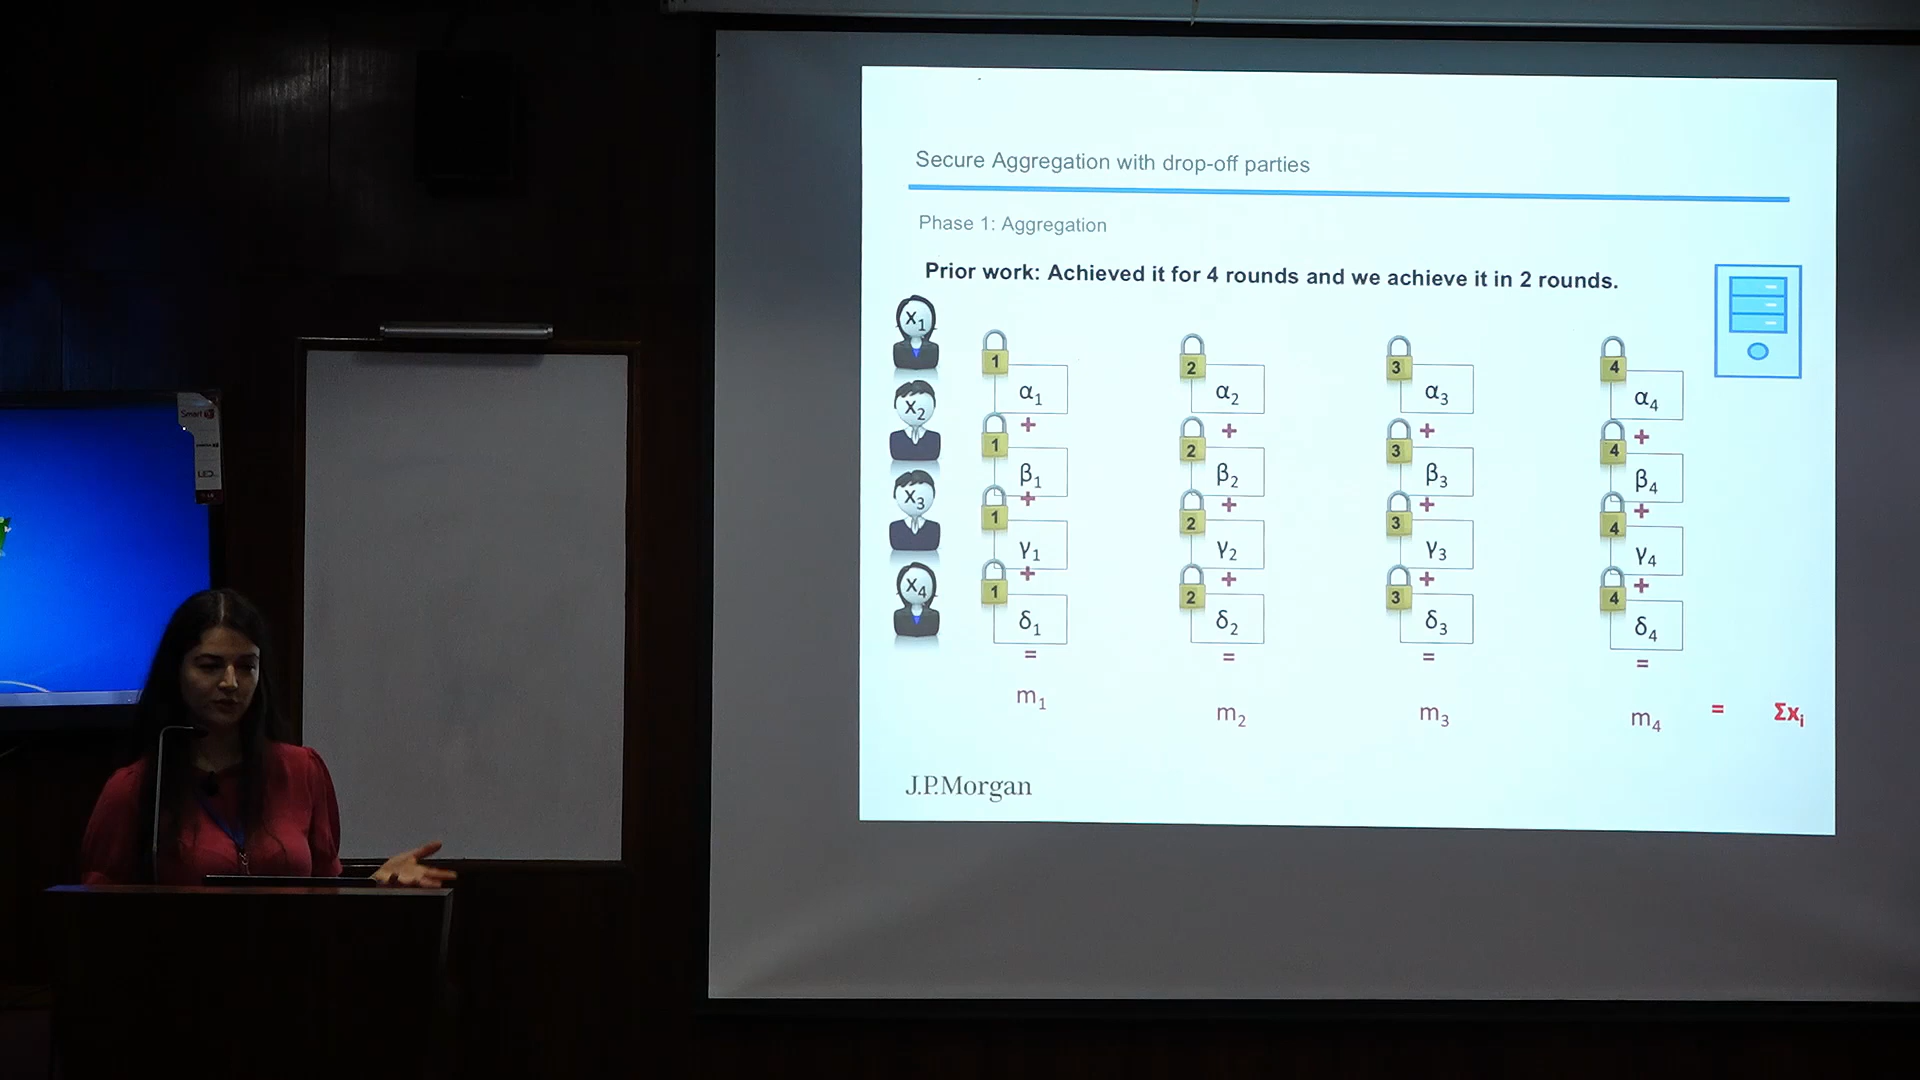 Secure Aggregation with drop-off parties
Phase 1: Aggregation
Prior work: Achieved it for 4 rounds and we achieve it in 2 rounds.
X₁
1 α₁ 2 α₂ 3 α₃ 4 α₄
+ + + +
X₂
1 β₁ 2 β₂ 3 β₃ 4 β₄
+ + + +
X₃
1 γ₁ 2 γ₂ 3 γ₃ 4 γ₄
+ + + +
X₄
1 δ₁ 2 δ₂ 3 δ₃ 4 δ₄
= = = =
m₁ m₂ m₃ m₄ = Σxᵢ
J.P.Morgan
Smart
LED